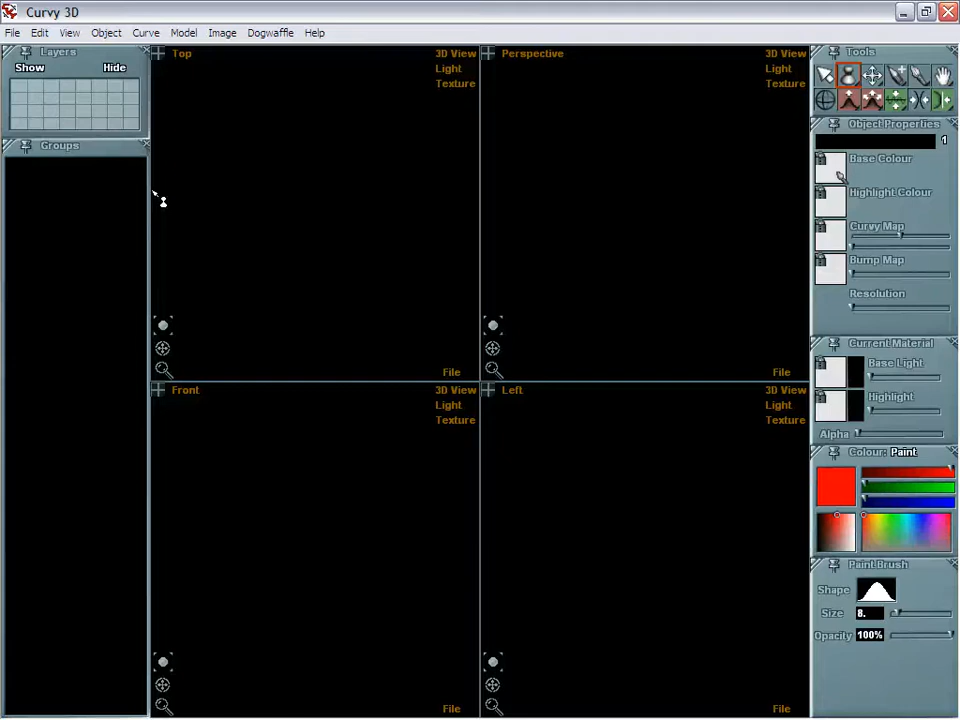 Curvy 3D
File Edit View Object Curve Model Image Dogwaffle Help
Layers
Show Hide
Groups
Top 3D View
Light
Texture
File
Perspective 3D View
Light
Texture
File
Front 3D View
Light
Texture
File
Left 3D View
Light
Texture
File
Tools
Object Properties
1
Base Colour
Highlight Colour
Curvy Map
Bump Map
Resolution
Current Material
Base Light
Highlight
Alpha
Colour: Paint
Paint Brush
Shape
Size 8.
Opacity 100%